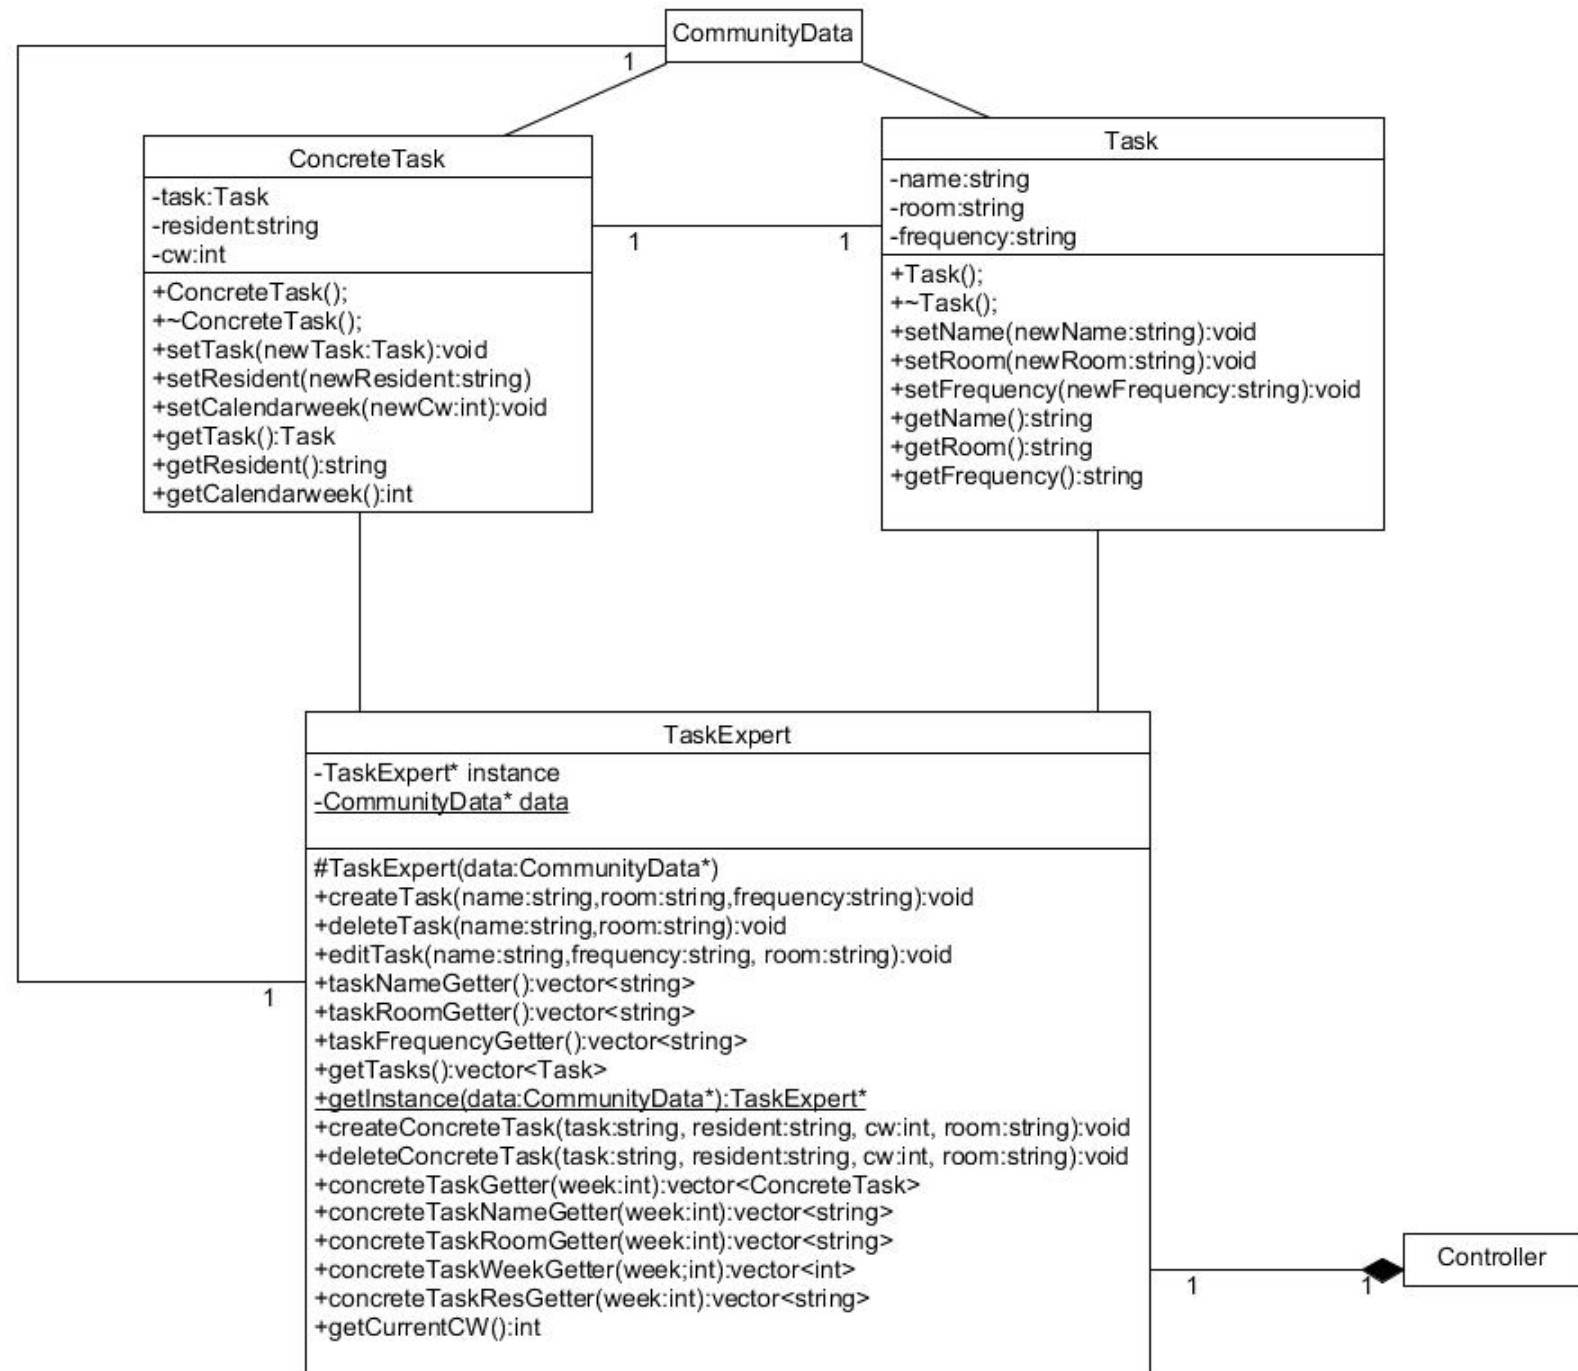 CommunityData
1
ConcreteTask
-task:Task
-resident:string
-cw:int
+ConcreteTask();
+~ConcreteTask();
+setTask(newTask:Task):void
+setResident(newResident:string)
+setCalendarweek(newCw:int):void
+getTask():Task
+getResident():string
+getCalendarweek():int
1
1
Task
-name:string
-room:string
-frequency:string
+Task();
+~Task();
+setName(newName:string):void
+setRoom(newRoom:string):void
+setFrequency(newFrequency:string):void
+getName():string
+getRoom():string
+getFrequency():string
TaskExpert
-TaskExpert* instance
-CommunityData* data
#TaskExpert(data:CommunityData*)
+createTask(name:string,room:string,frequency:string):void
+deleteTask(name:string,room:string):void
+editTask(name:string,frequency:string, room:string):void
+taskNameGetter():vector<string>
+taskRoomGetter():vector<string>
+taskFrequencyGetter():vector<string>
+getTasks():vector<Task>
+getInstance(data:CommunityData*):TaskExpert*
+createConcreteTask(task:string, resident:string, cw:int, room:string):void
+deleteConcreteTask(task:string, resident:string, cw:int, room:string):void
+concreteTaskGetter(week:int):vector<ConcreteTask>
+concreteTaskNameGetter(week:int):vector<string>
+concreteTaskRoomGetter(week:int):vector<string>
+concreteTaskWeekGetter(week;int):vector<int>
+concreteTaskResGetter(week:int):vector<string>
+getCurrentCW():int
1
1
1
Controller